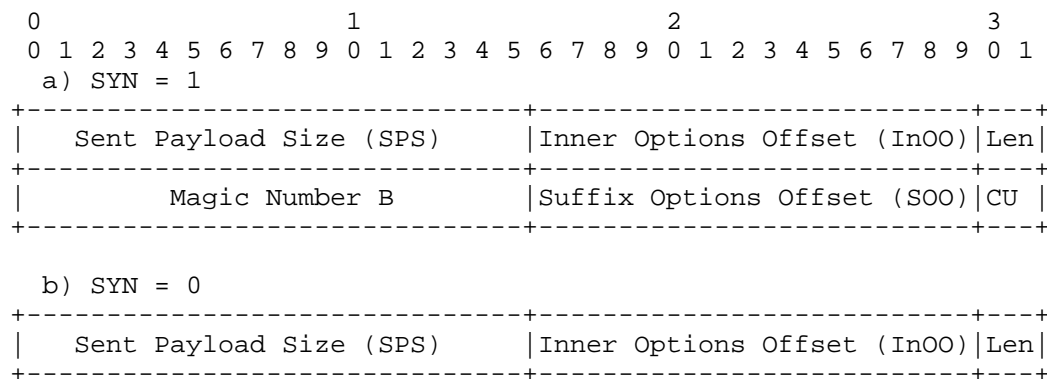 0                   1                   2                   3
 0 1 2 3 4 5 6 7 8 9 0 1 2 3 4 5 6 7 8 9 0 1 2 3 4 5 6 7 8 9 0 1
  a) SYN = 1
+-------------------------------+---------------------------+---+
|   Sent Payload Size (SPS)     |Inner Options Offset (InOO)|Len|
+-------------------------------+---------------------------+---+
|         Magic Number B        |Suffix Options Offset (SOO)|CU |
+-------------------------------+---------------------------+---+
  b) SYN = 0
+-------------------------------+---------------------------+---+
|   Sent Payload Size (SPS)     |Inner Options Offset (InOO)|Len|
+-------------------------------+---------------------------+---+